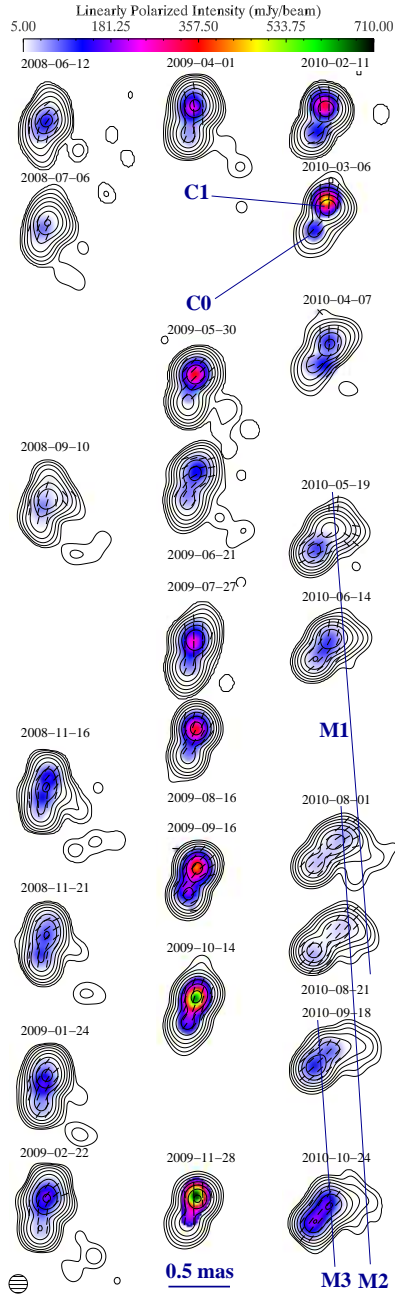 Linearly Polarized Intensity (mJy/beam)
5.00 181.25 357.50 533.75 710.00
2008–06–12 2009–04–01 2010–02–11
2008–07–06 2010–03–06
C1
C0
2010–04–07
2009–05–30
2008–09–10
2010–05–19
2009–06–21
2009–07–27
2010–06–14
M1
2008–11–16
2009–08–16
2010–08–01
2009–09–16
2008–11–21
2009–10–14
2010–08–21
2010–09–18
2009–01–24
2009–02–22 2009–11–28 2010–10–24
0.5 mas
M3 M2